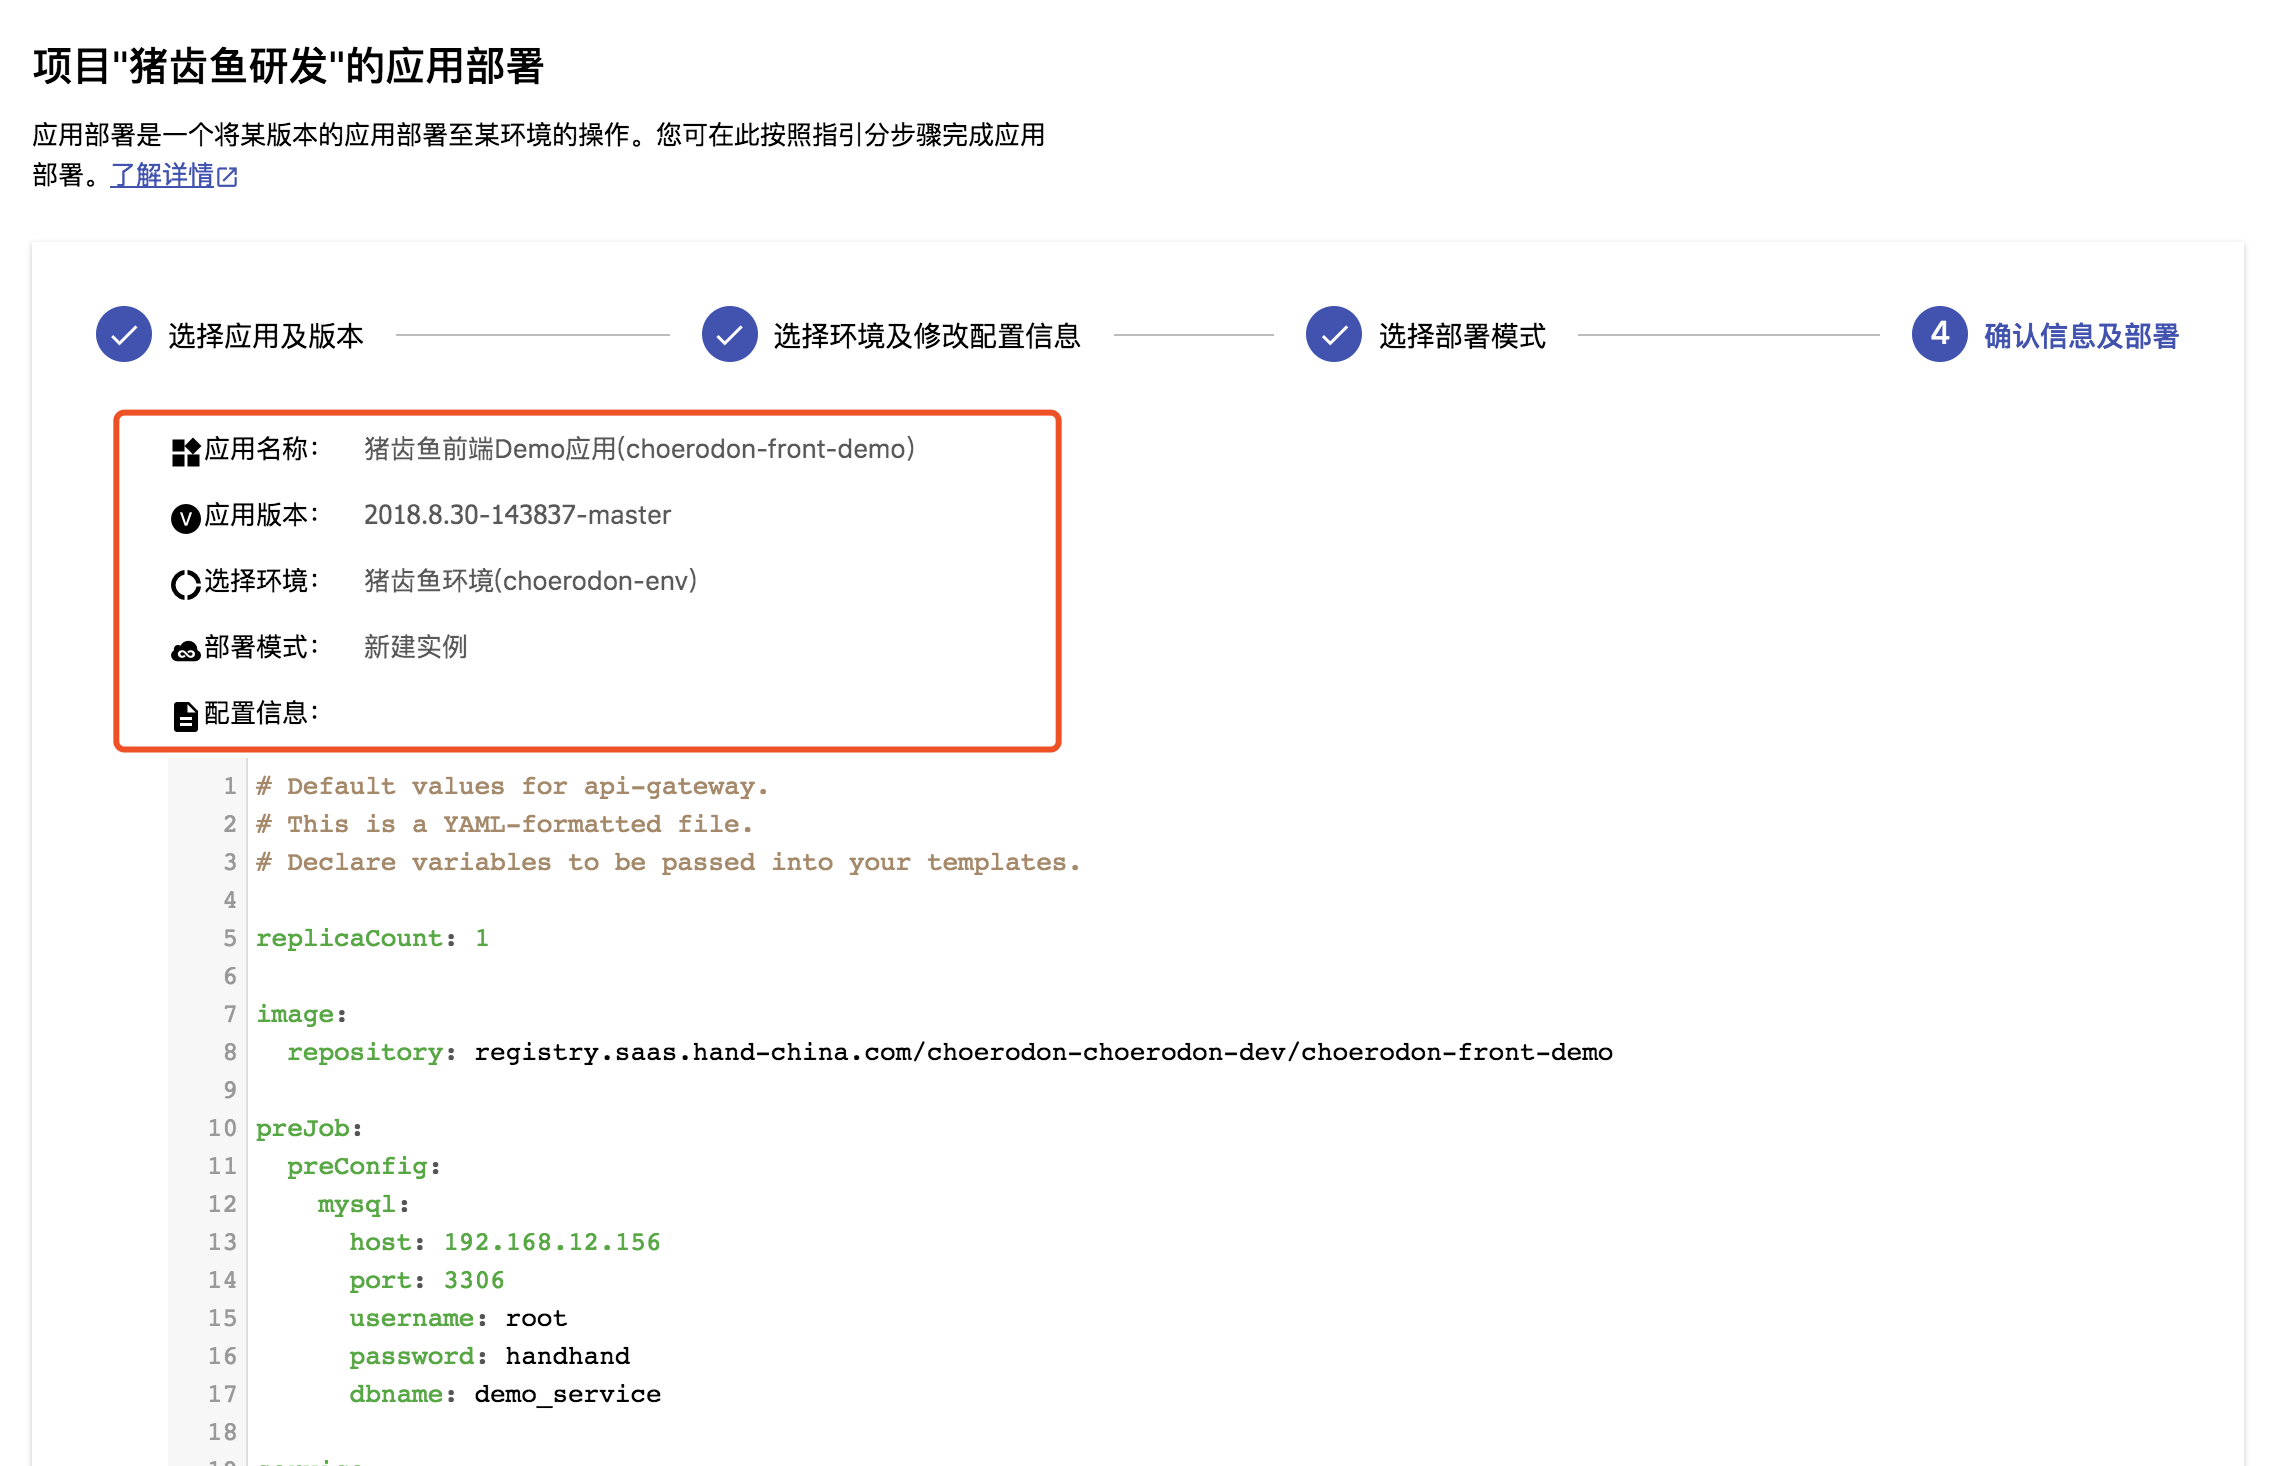 项目"猪齿鱼研发"的应用部署
应用部署是一个将某版本的应用部署至某环境的操作。您可在此按照指引分步骤完成应用
部署。了解详情
选择应用及版本
选择环境及修改配置信息
选择部署模式
4 确认信息及部署
应用名称： 猪齿鱼前端Demo应用(choerodon-front-demo)
V 应用版本： 2018.8.30-143837-master
选择环境： 猪齿鱼环境(choerodon-env)
部署模式： 新建实例
配置信息：
1 # Default values for api-gateway.
2 # This is a YAML-formatted file.
3 # Declare variables to be passed into your templates.
4
5 replicaCount: 1
6
7 image:
8 repository: registry.saas.hand-china.com/choerodon-choerodon-dev/choerodon-front-demo
9
10 preJob:
11 preConfig:
12 mysql:
13 host: 192.168.12.156
14 port: 3306
15 username: root
16 password: handhand
17 dbname: demo_service
18